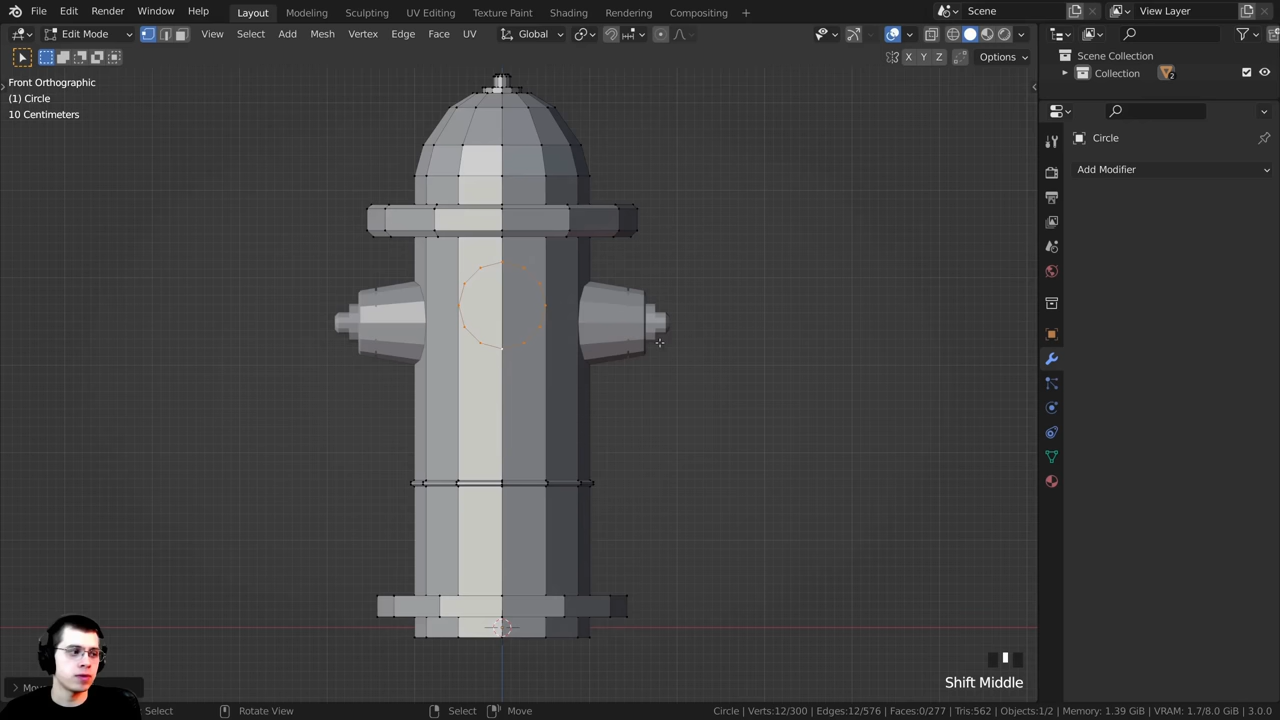 File Edit Render Window Help Layout Modeling Sculpting UV Editing Texture Paint Shading Rendering Compositing Scene View Layer
Edit Mode View Select Add Mesh Vertex Edge Face UV Global
X Y Z Options
Front Orthographic
(1) Circle
10 Centimeters
Scene Collection
Collection 2
Circle
Add Modifier
Shift Middle
Select Rotate View Select Move Circle | Verts:12/300 | Edges:12/576 | Faces:0/277 | Tris:562 | Objects:1/2 | Memory: 1.39 GiB | VRAM: 1.7/8.0 GiB | 3.0.0